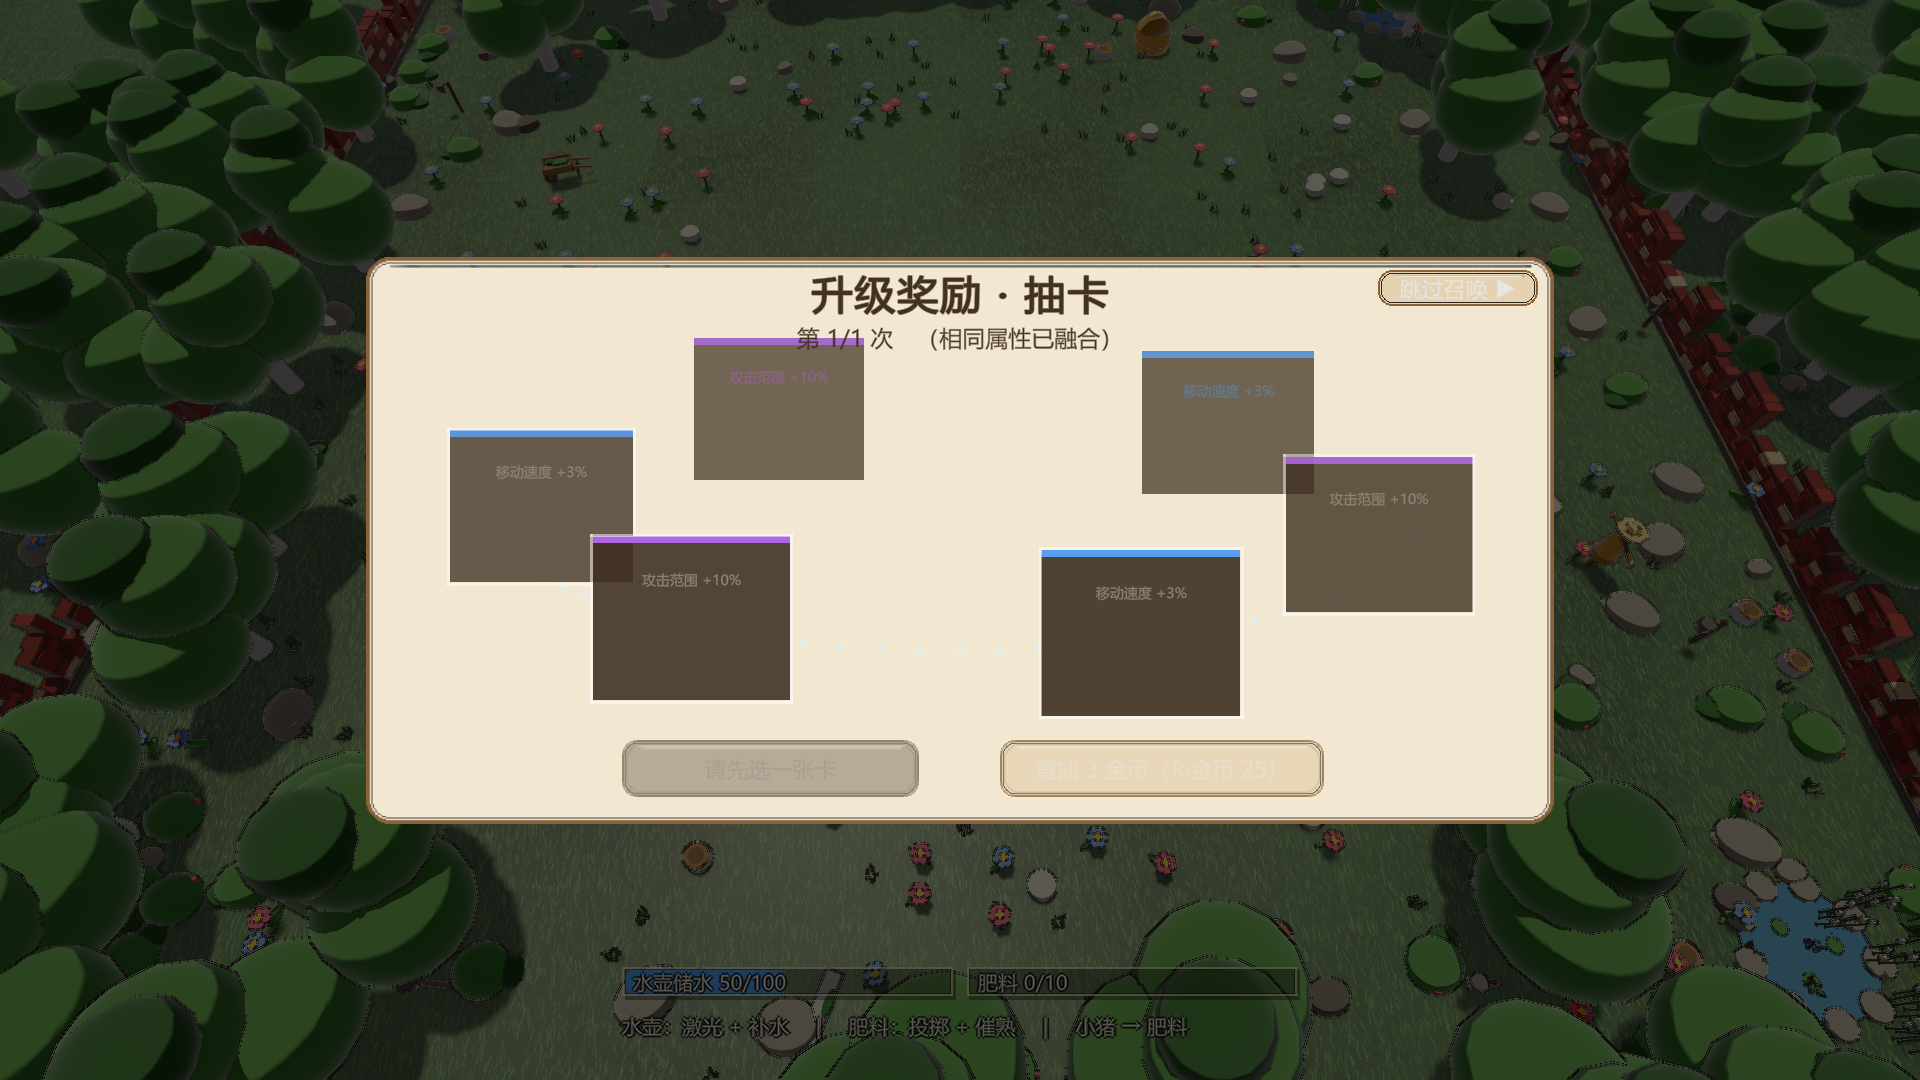 升级奖励 · 抽卡
跳过召唤 ▶
第 1/1 次 (相同属性已融合)
攻击范围 +10%
移动速度 +3%
移动速度 +3%
攻击范围 +10%
攻击范围 +10%
移动速度 +3%
请先选一张卡
重抽 3 金币 (R·金币 25)
水壶储水 50/100
肥料 0/10
水壶: 激光 + 补水 | 肥料: 投掷 + 催熟 | 小猪 → 肥料